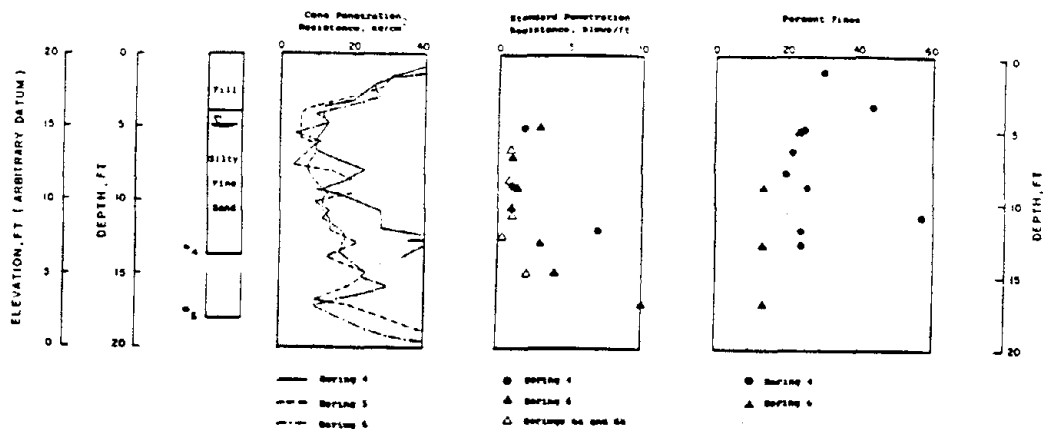 Cone Penetration
Resistance,
0 20 40
Standard Penetration
Resistance, blows/ft
0 5 10
Percent Fines
0 20 40 60
ELEVATION, FT (ARBITRARY DATUM)
20
15
10
5
0
DEPTH, FT
0
5
10
15
20
Fill
Silty
Fine
Sand
DEPTH, FT
0
5
10
15
20
Boring 4
Boring 5
Boring 6
Boring 4
Boring 6
Borings 4a and 6a
Boring 4
Boring 6